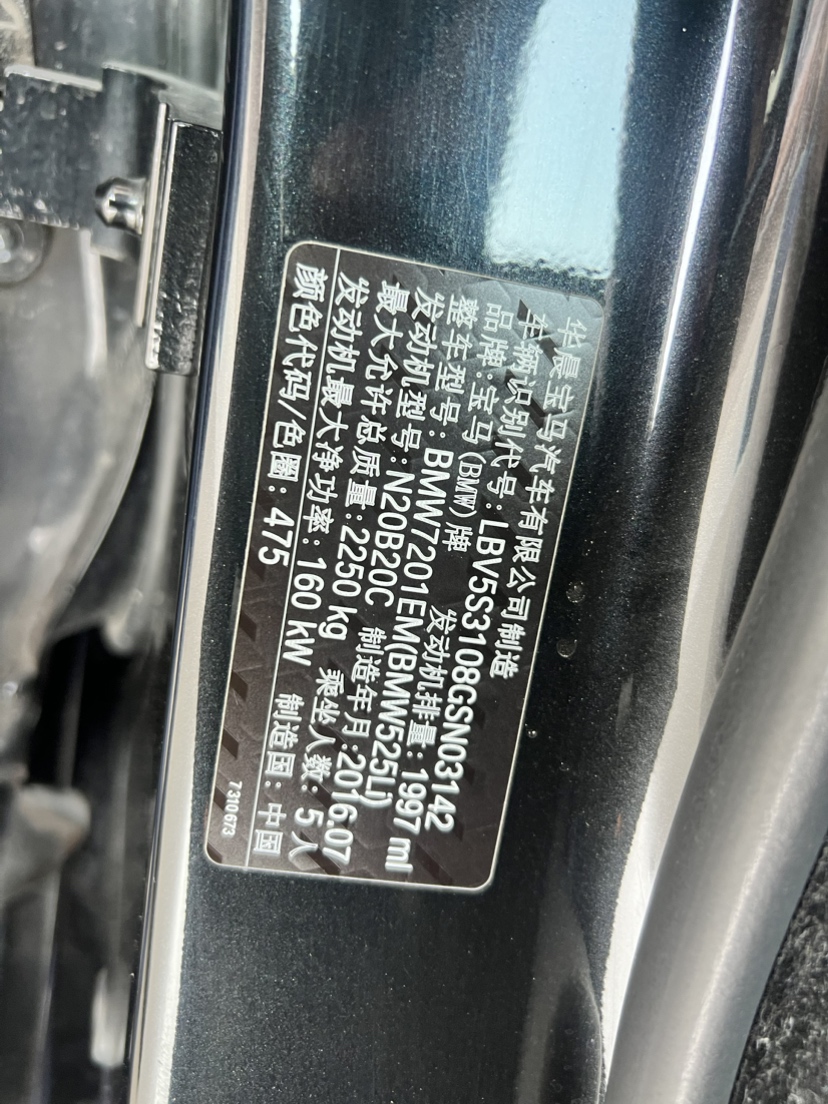 华晨宝马汽车有限公司制造
车辆识别代号：LBV5S3108GSN03142
品牌：宝马（BMW）牌 发动机排量：1997 ml
整车型号：BMW7201EM(BMW525Li)
发动机型号：N20B20C 制造年月：2016.07
最大允许总质量：2250 kg 乘坐人数：5 人
发动机最大净功率：160 kW 制造国：中国
颜色代码/色圈：475
7310673